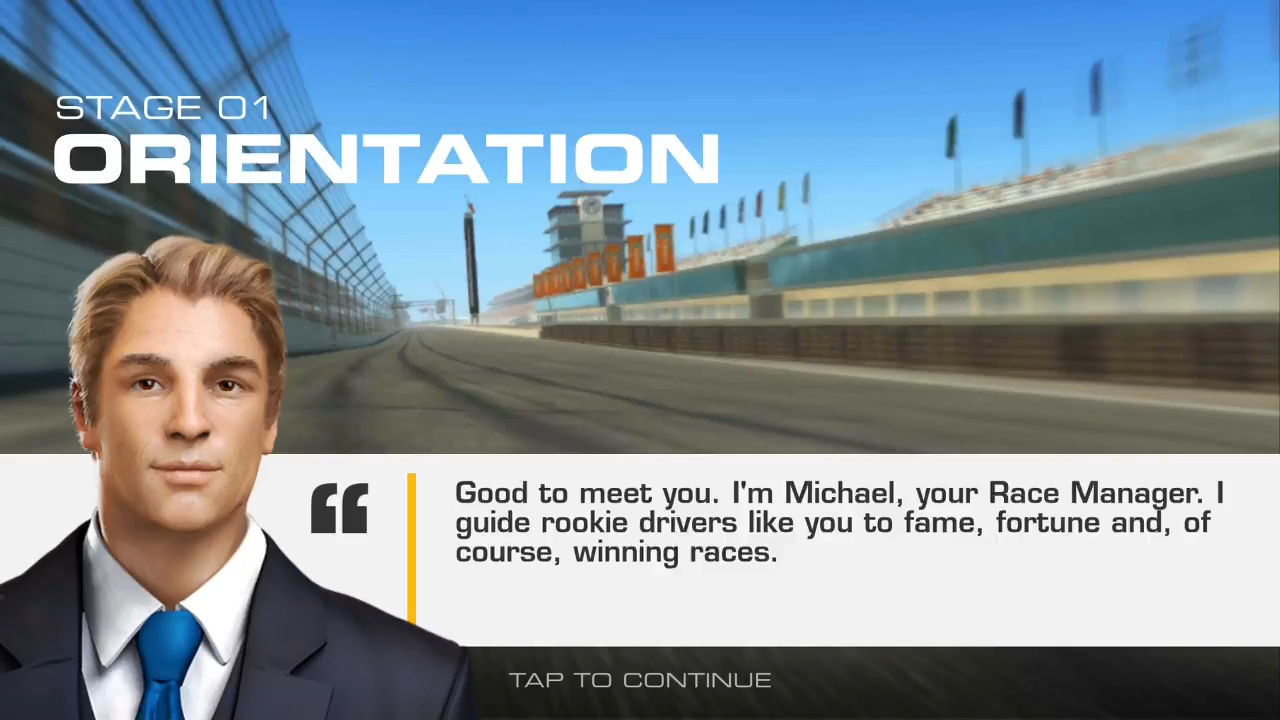 STAGE 01
ORIENTATION
Good to meet you. I'm Michael, your Race Manager. I
guide rookie drivers like you to fame, fortune and, of
course, winning races.
TAP TO CONTINUE